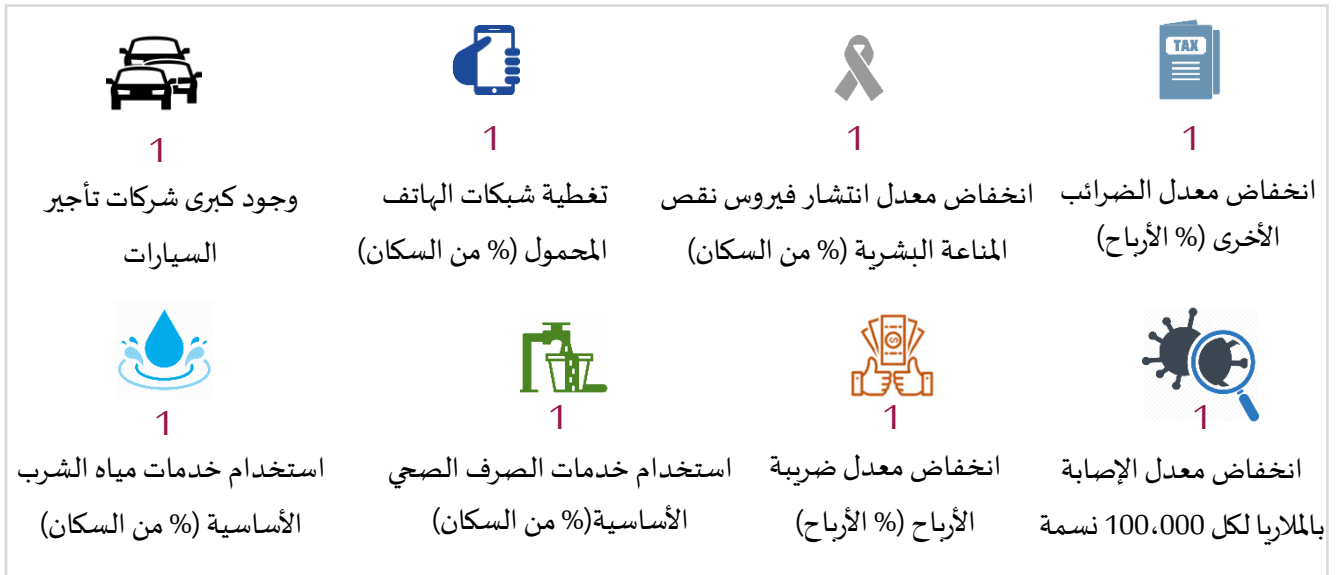 TAX
1
انخفاض معدل الضرائب
الأخرى (% الأرباح)
1
انخفاض معدل انتشار فيروس نقص
المناعة البشرية (% من السكان)
1
تغطية شبكات الهاتف
المحمول (% من السكان)
1
وجود كبرى شركات تأجير
السيارات
1
انخفاض معدل الإصابة
بالملاريا لكل 100،000 نسمة
1
انخفاض معدل ضريبة
الأرباح (% الأرباح)
1
استخدام خدمات الصرف الصحي
الأساسية(% من السكان)
1
استخدام خدمات مياه الشرب
الأساسية (% من السكان)